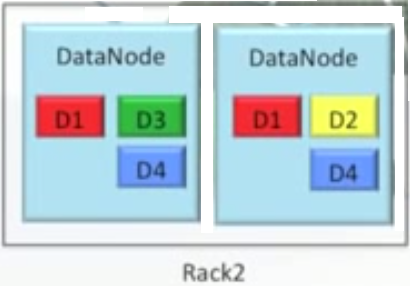 DataNode
D1 D3
D4
DataNode
D1 D2
D4
Rack2